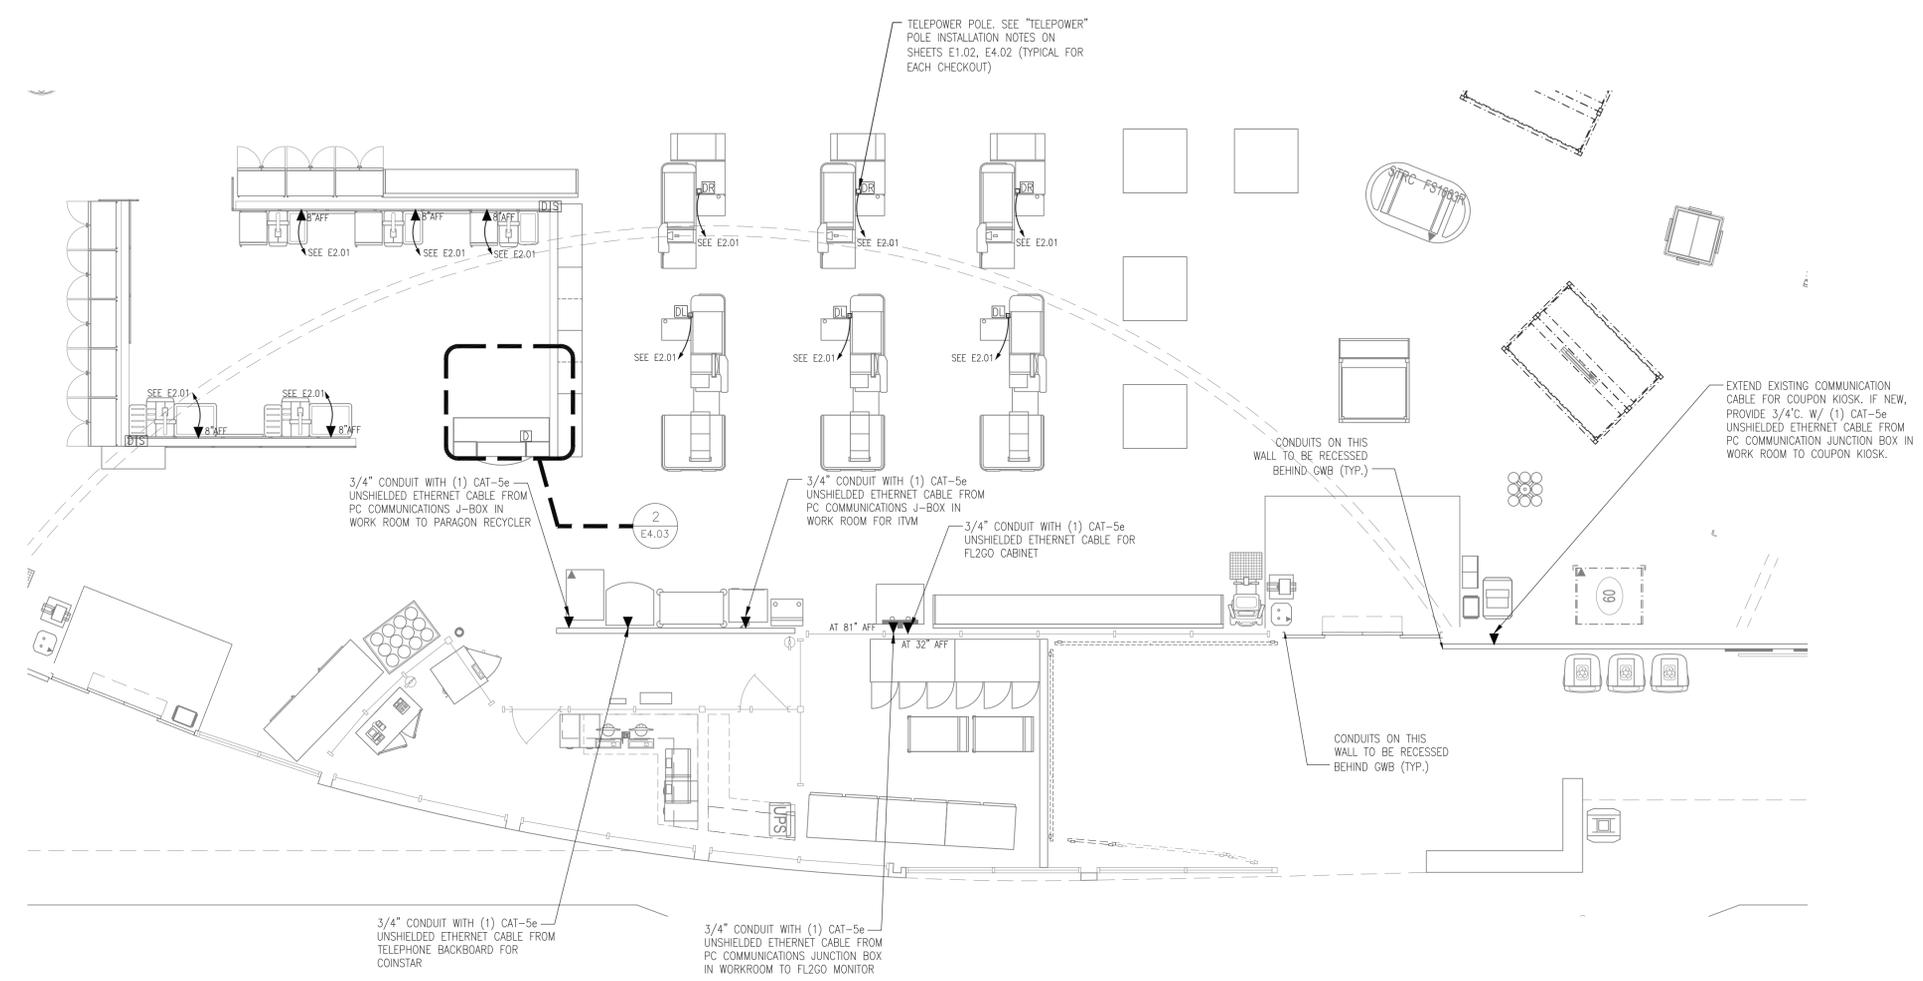 TELEPOWER POLE. SEE "TELEPOWER"
POLE INSTALLATION NOTES ON
SHEETS E1.02, E4.02 (TYPICAL FOR
EACH CHECKOUT)
STRC FS1663R
DR
DR
DR
D S
8"AFF
8"AFF
8"AFF
SEE E2.01
SEE E2.01
SEE E2.01
SEE E2.01
SEE E2.01
SEE E2.01
DL
DL
DL
SEE E2.01
SEE E2.01
SEE E2.01
SEE E2.01
SEE E2.01
8"AFF
8"AFF
D S
D
EXTEND EXISTING COMMUNICATION
CABLE FOR COUPON KIOSK. IF NEW,
PROVIDE 3/4"C. W/ (1) CAT-5e
UNSHIELDED ETHERNET CABLE FROM
PC COMMUNICATION JUNCTION BOX IN
WORK ROOM TO COUPON KIOSK.
CONDUITS ON THIS
WALL TO BE RECESSED
BEHIND GWB (TYP.)
3/4" CONDUIT WITH (1) CAT-5e
UNSHIELDED ETHERNET CABLE FROM
PC COMMUNICATIONS J-BOX IN
WORK ROOM TO PARAGON RECYCLER
2
E4.03
3/4" CONDUIT WITH (1) CAT-5e
UNSHIELDED ETHERNET CABLE FROM
PC COMMUNICATIONS J-BOX IN
WORK ROOM FOR ITVM
3/4" CONDUIT WITH (1) CAT-5e
UNSHIELDED ETHERNET CABLE FOR
FL2GO CABINET
60
AT 81" AFF
AT 32" AFF
CONDUITS ON THIS
WALL TO BE RECESSED
BEHIND GWB (TYP.)
UPS
3/4" CONDUIT WITH (1) CAT-5e
UNSHIELDED ETHERNET CABLE FROM
TELEPHONE BACKBOARD FOR
COINSTAR
3/4" CONDUIT WITH (1) CAT-5e
UNSHIELDED ETHERNET CABLE FROM
PC COMMUNICATIONS JUNCTION BOX
IN WORKROOM TO FL2GO MONITOR